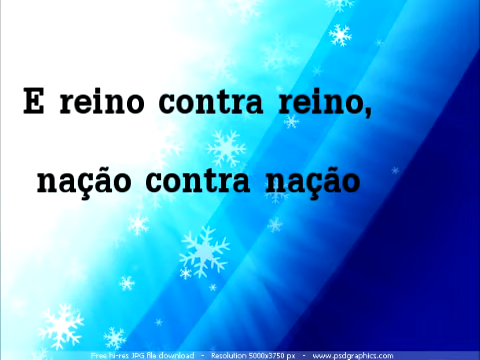 E reino contra reino,
nação contra nação
Free hi-res JPG file download - Resolution 5000x3750 px - www.psdgraphics.com